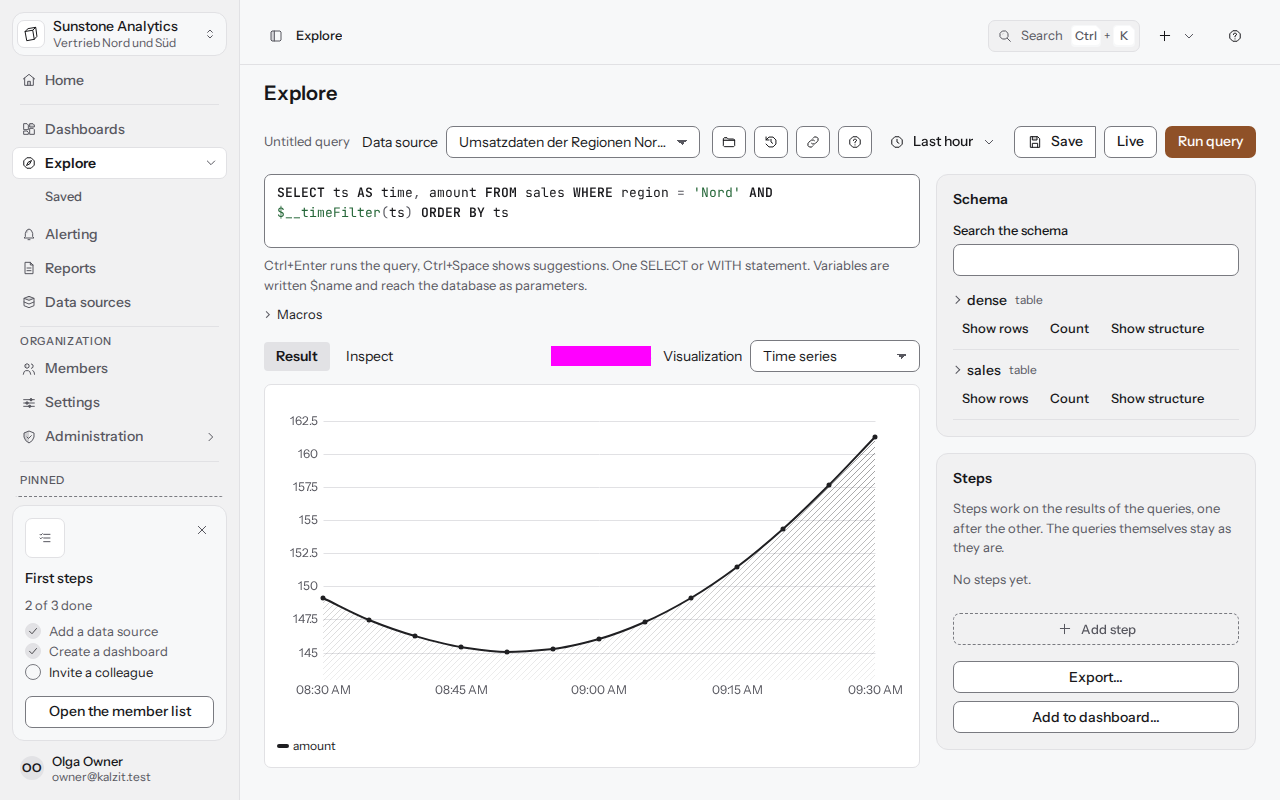 Sunstone Analytics
Vertrieb Nord und Süd
Home
Dashboards
Explore
Saved
Alerting
Reports
Data sources
ORGANIZATION
Members
Settings
Administration
PINNED
First steps
2 of 3 done
Add a data source
Create a dashboard
Invite a colleague
Open the member list
OO
Olga Owner
owner@kalzit.test
Explore
Search Ctrl + K
Explore
Untitled query Data source Umsatzdaten der Regionen Nor... Last hour Save Live Run query
SELECT ts AS time, amount FROM sales WHERE region = 'Nord' AND
$__timeFilter(ts) ORDER BY ts
Ctrl+Enter runs the query, Ctrl+Space shows suggestions. One SELECT or WITH statement. Variables are
written $name and reach the database as parameters.
Macros
Result Inspect Visualization Time series
162.5
160
157.5
155
152.5
150
147.5
145
08:30 AM 08:45 AM 09:00 AM 09:15 AM 09:30 AM
amount
Schema
Search the schema
dense table
Show rows Count Show structure
sales table
Show rows Count Show structure
Steps
Steps work on the results of the queries, one
after the other. The queries themselves stay as
they are.
No steps yet.
Add step
Export...
Add to dashboard...